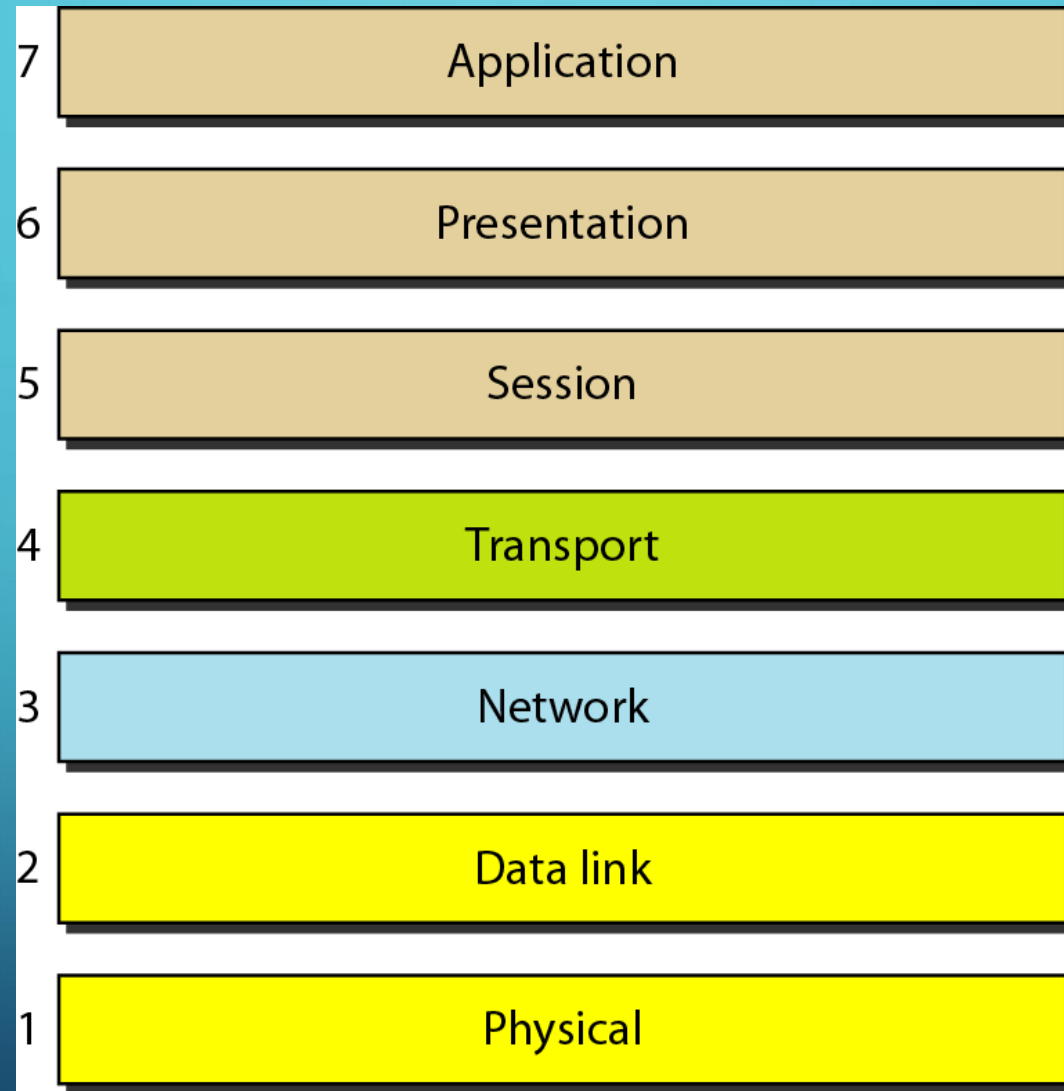 7 Application
6 Presentation
5 Session
4 Transport
3 Network
2 Data link
1 Physical